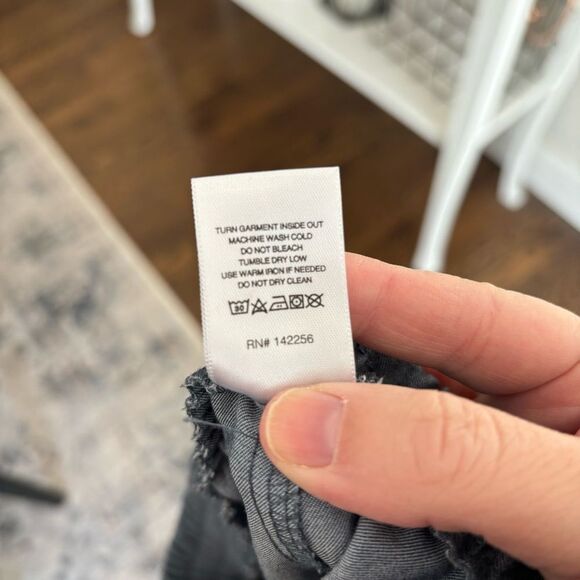 TURN GARMENT INSIDE OUT
MACHINE WASH COLD
DO NOT BLEACH
TUMBLE DRY LOW
USE WARM IRON IF NEEDED
DO NOT DRY CLEAN
30
RN# 142256